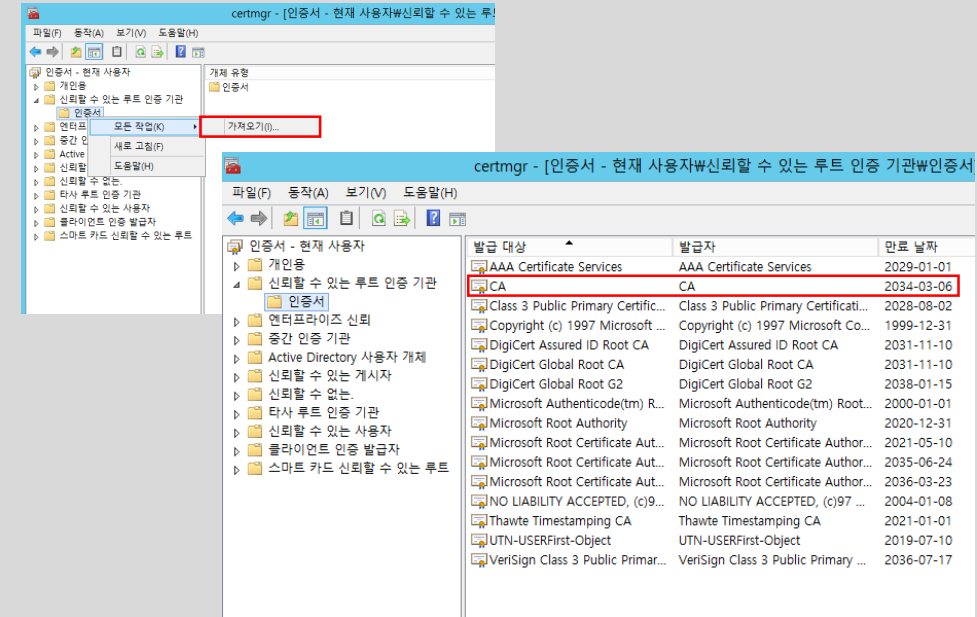 certmgr - [인증서 - 현재 사용자₩신뢰할 수 있는 루트
파일(F) 동작(A) 보기(V) 도움말(H)
인증서 - 현재 사용자
개인용
신뢰할 수 있는 루트 인증 기관
인증서
엔터프
중간 인
Active
신뢰할
신뢰할 수 없는.
타사 루트 인증 기관
신뢰할 수 있는 사용자
클라이언트 인증 발급자
스마트 카드 신뢰할 수 있는 루트
개체 유형
인증서
모든 작업(K)
새로 고침(F)
도움말(H)
가져오기(I)...
certmgr - [인증서 - 현재 사용자₩신뢰할 수 있는 루트 인증 기관₩인증서
파일(F) 동작(A) 보기(V) 도움말(H)
인증서 - 현재 사용자
개인용
신뢰할 수 있는 루트 인증 기관
인증서
엔터프라이즈 신뢰
중간 인증 기관
Active Directory 사용자 개체
신뢰할 수 있는 게시자
신뢰할 수 없는.
타사 루트 인증 기관
신뢰할 수 있는 사용자
클라이언트 인증 발급자
스마트 카드 신뢰할 수 있는 루트
발급 대상 발급자 만료 날짜
AAA Certificate Services AAA Certificate Services 2029-01-01
CA CA 2034-03-06
Class 3 Public Primary Certific... Class 3 Public Primary Certificati... 2028-08-02
Copyright (c) 1997 Microsoft ... Copyright (c) 1997 Microsoft Co... 1999-12-31
DigiCert Assured ID Root CA DigiCert Assured ID Root CA 2031-11-10
DigiCert Global Root CA DigiCert Global Root CA 2031-11-10
DigiCert Global Root G2 DigiCert Global Root G2 2038-01-15
Microsoft Authenticode(tm) R... Microsoft Authenticode(tm) Root... 2000-01-01
Microsoft Root Authority Microsoft Root Authority 2020-12-31
Microsoft Root Certificate Aut... Microsoft Root Certificate Author... 2021-05-10
Microsoft Root Certificate Aut... Microsoft Root Certificate Author... 2035-06-24
Microsoft Root Certificate Aut... Microsoft Root Certificate Author... 2036-03-23
NO LIABILITY ACCEPTED, (c)9... NO LIABILITY ACCEPTED, (c)97 ... 2004-01-08
Thawte Timestamping CA Thawte Timestamping CA 2021-01-01
UTN-USERFirst-Object UTN-USERFirst-Object 2019-07-10
VeriSign Class 3 Public Primar... VeriSign Class 3 Public Primary ... 2036-07-17